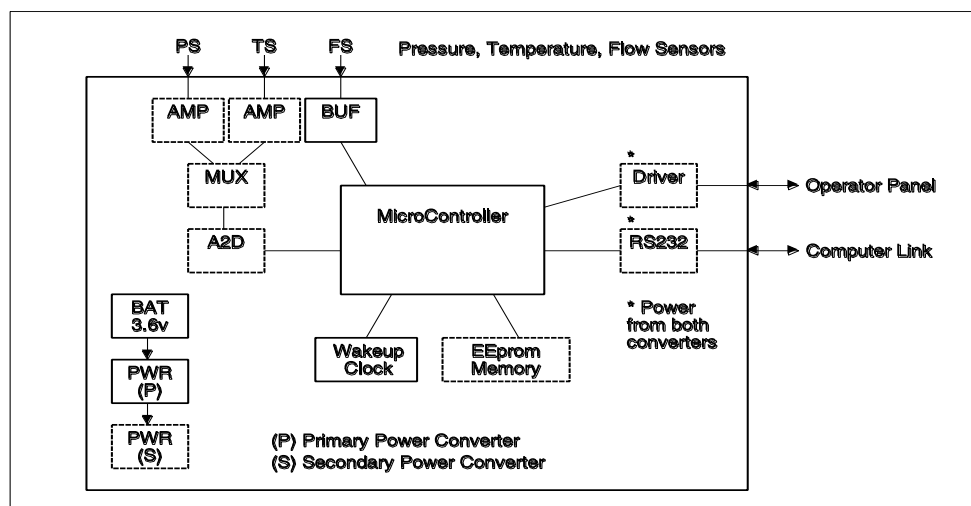 PS TS FS Pressure, Temperature, Flow Sensors
AMP AMP BUF
*
MUX Driver Operator Panel
MicroController
*
A2D RS232 Computer Link
BAT
3.6v
* Power
from both
converters
Wakeup
Clock
EEprom
Memory
PWR
(P)
PWR
(S)
(P) Primary Power Converter
(S) Secondary Power Converter